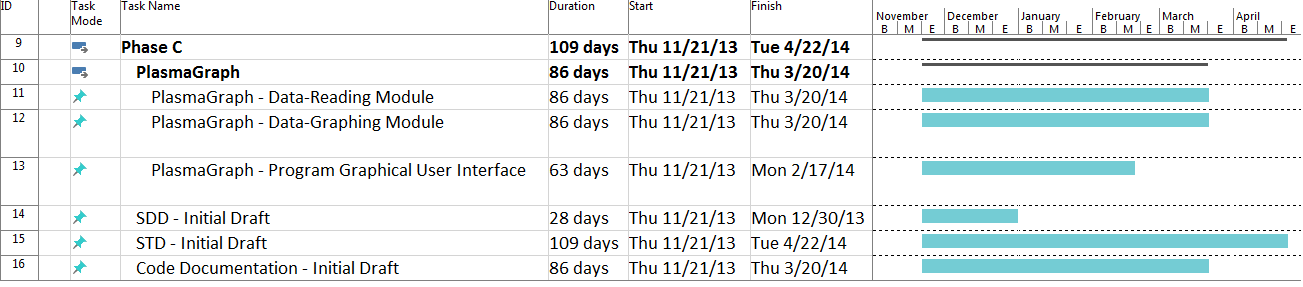 ID Task Mode Task Name Duration Start Finish
November December January February March April
B M E B M E B M E B M E B M E B M E
9 Phase C 109 days Thu 11/21/13 Tue 4/22/14
10 PlasmaGraph 86 days Thu 11/21/13 Thu 3/20/14
11 PlasmaGraph - Data-Reading Module 86 days Thu 11/21/13 Thu 3/20/14
12 PlasmaGraph - Data-Graphing Module 86 days Thu 11/21/13 Thu 3/20/14
13 PlasmaGraph - Program Graphical User Interface 63 days Thu 11/21/13 Mon 2/17/14
14 SDD - Initial Draft 28 days Thu 11/21/13 Mon 12/30/13
15 STD - Initial Draft 109 days Thu 11/21/13 Tue 4/22/14
16 Code Documentation - Initial Draft 86 days Thu 11/21/13 Thu 3/20/14